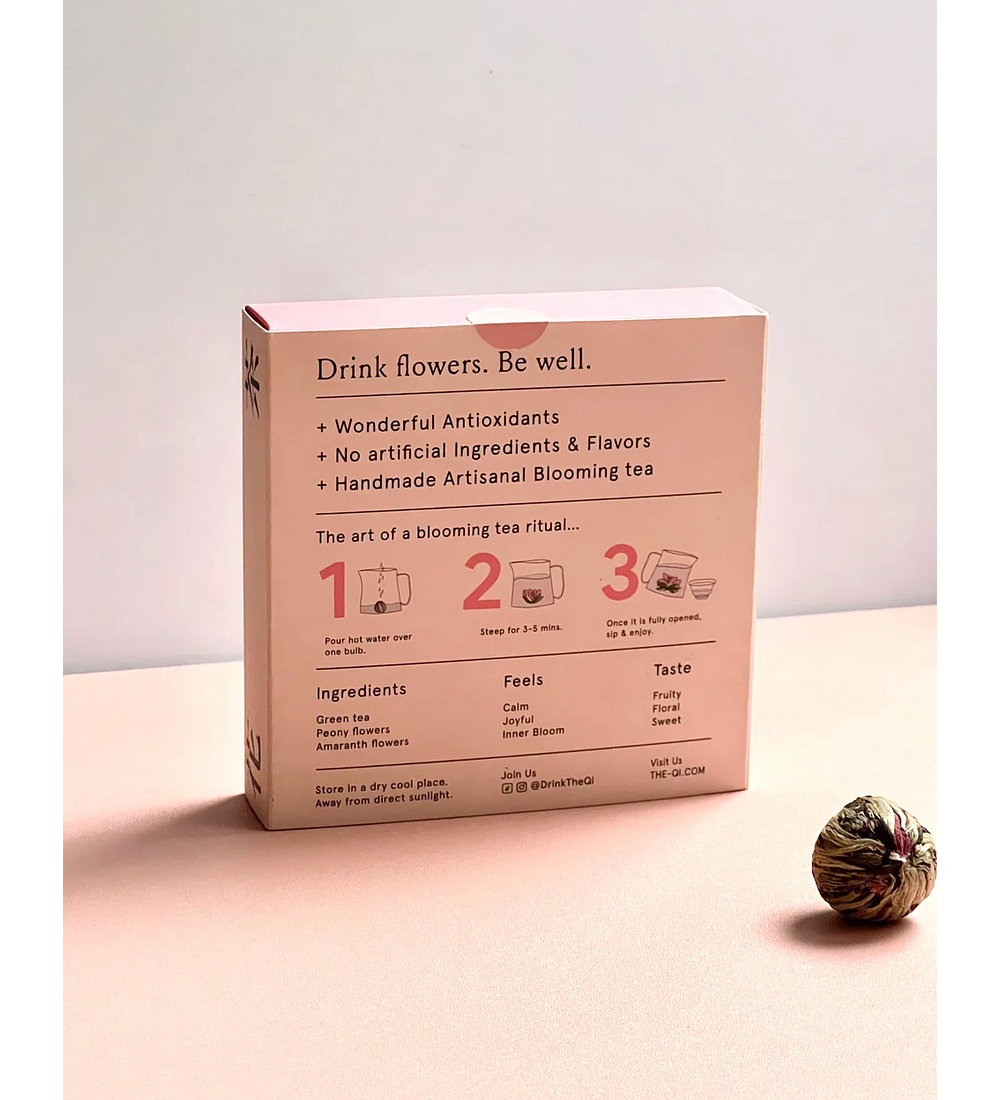 Drink flowers. Be well.
+ Wonderful Antioxidants
+ No artificial Ingredients & Flavors
+ Handmade Artisanal Blooming tea
The art of a blooming tea ritual...
1
Pour hot water over
one bulb.
2
Steep for 3-5 mins.
3
Once it is fully opened,
sip & enjoy.
Ingredients
Green tea
Peony flowers
Amaranth flowers
Feels
Calm
Joyful
Inner Bloom
Taste
Fruity
Floral
Sweet
Store in a dry cool place.
Away from direct sunlight.
Join Us
@DrinkTheQI
Visit Us
THE-QI.COM